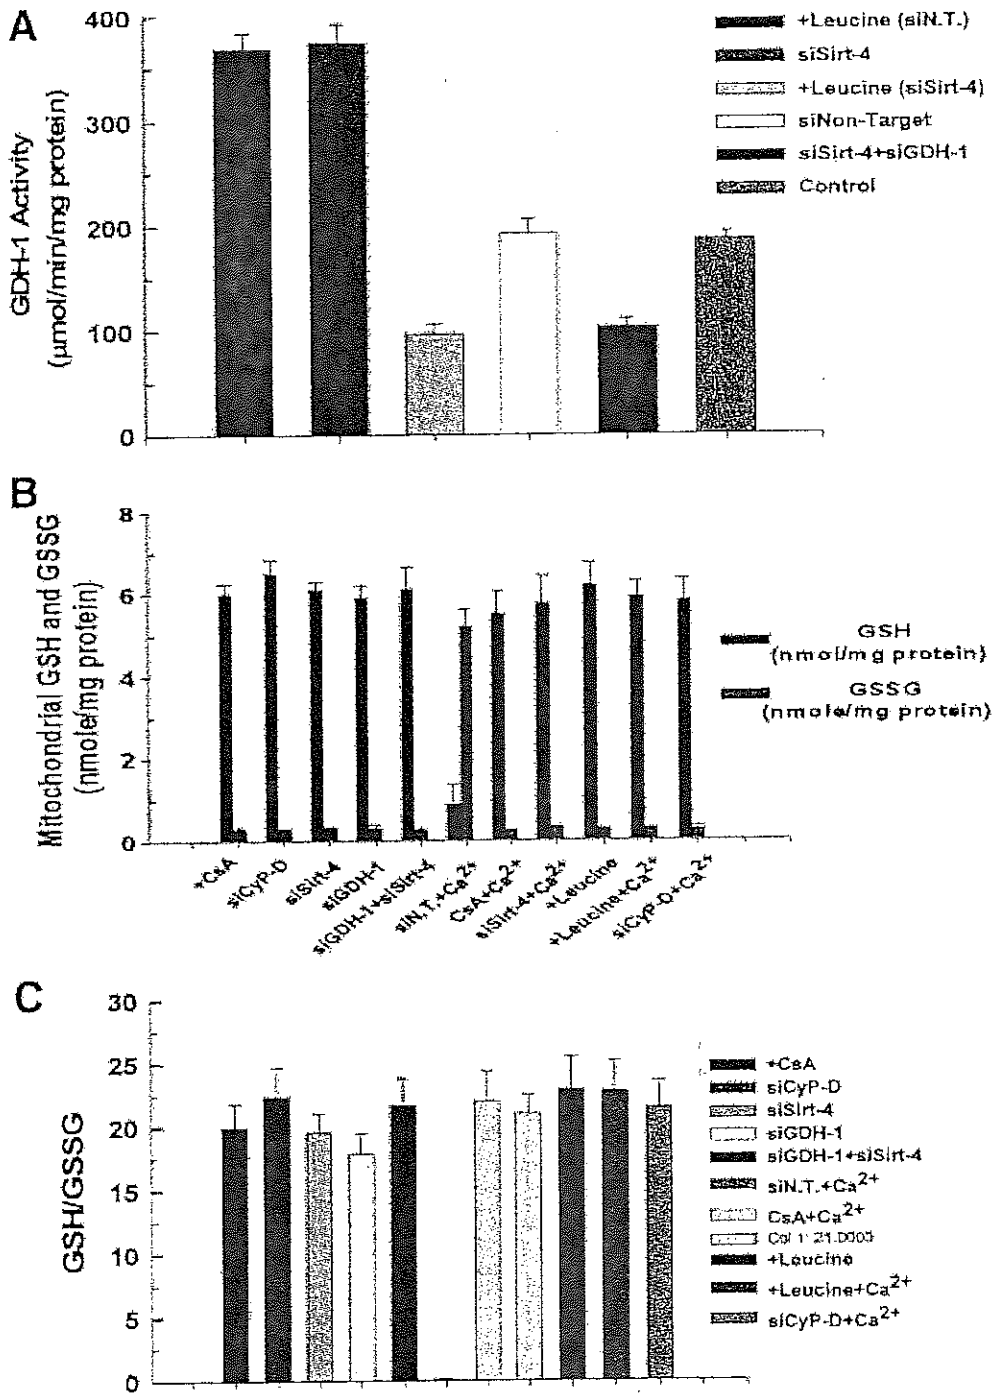 A
GDH-1 Activity
(µmol/min/mg protein)
400
300
200
100
0
+Leucine (siN.T.)
siSirt-4
+Leucine (siSirt-4)
siNon-Target
siSirt-4+siGDH-1
Control
B
Mitochondrial GSH and GSSG
(nmole/mg protein)
8
6
4
2
0
+CsA
siCyP-D
siSirt-4
siGDH-1
siGDH-1+siSirt-4
siN.T.+Ca2+
CsA+Ca2+
siSirt-4+Ca2+
+Leucine
+Leucine+Ca2+
siCyP-D+Ca2+
GSH
(nmol/mg protein)
GSSG
(nmole/mg protein)
C
GSH/GSSG
30
25
20
15
10
5
0
+CsA
siCyP-D
siSirt-4
siGDH-1
siGDH-1+siSirt-4
siN.T.+Ca2+
CsA+Ca2+
Col 1: 21.0000
+Leucine
+Leucine+Ca2+
siCyP-D+Ca2+